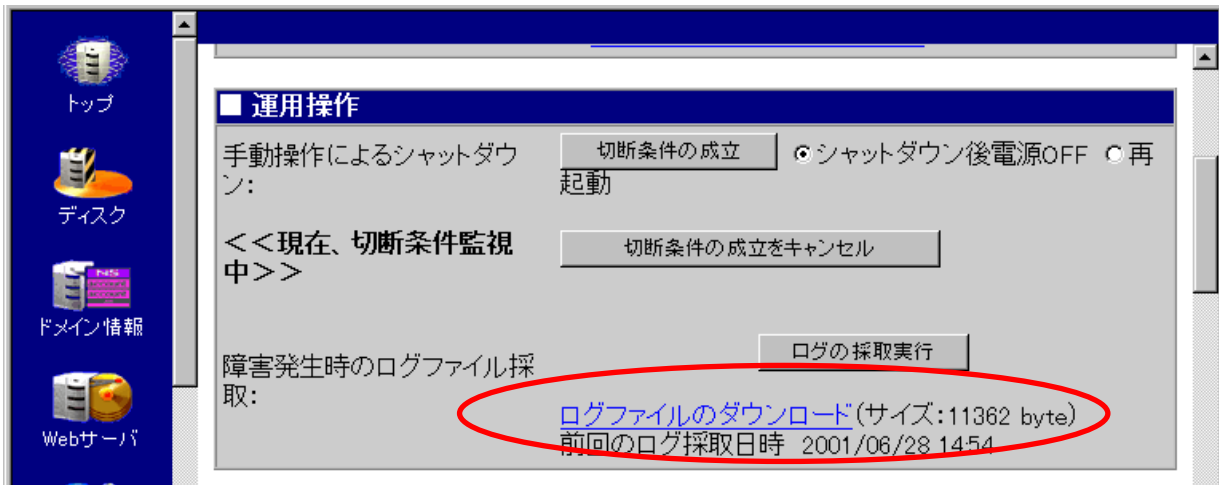 トップ
ディスク
ドメイン情報
Webサーバ
■ 運用操作
手動操作によるシャットダウ
ン:
切断条件の成立
シャットダウン後電源OFF
再
起動
<<現在、切断条件監視
中>>
切断条件の成立をキャンセル
障害発生時のログファイル採
取:
ログの採取実行
ログファイルのダウンロード(サイズ:11362 byte)
前回のログ採取日時 2001/06/28 14:54